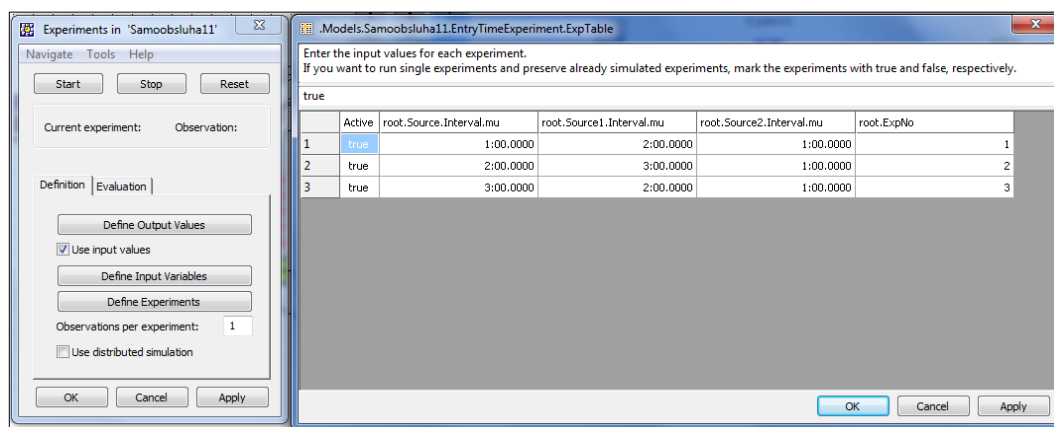 Experiments in 'Samoobsluha11'
Navigate Tools Help
Start Stop Reset
Current experiment: Observation:
Definition Evaluation
Define Output Values
Use input values
Define Input Variables
Define Experiments
Observations per experiment: 1
Use distributed simulation
OK Cancel Apply
.Models.Samoobsluha11.EntryTimeExperiment.ExpTable
Enter the input values for each experiment.
If you want to run single experiments and preserve already simulated experiments, mark the experiments with true and false, respectively.
true
Active root.Source.Interval.mu root.Source1.Interval.mu root.Source2.Interval.mu root.ExpNo
1 true 1:00.0000 2:00.0000 1:00.0000 1
2 true 2:00.0000 3:00.0000 1:00.0000 2
3 true 3:00.0000 2:00.0000 1:00.0000 3
OK Cancel Apply